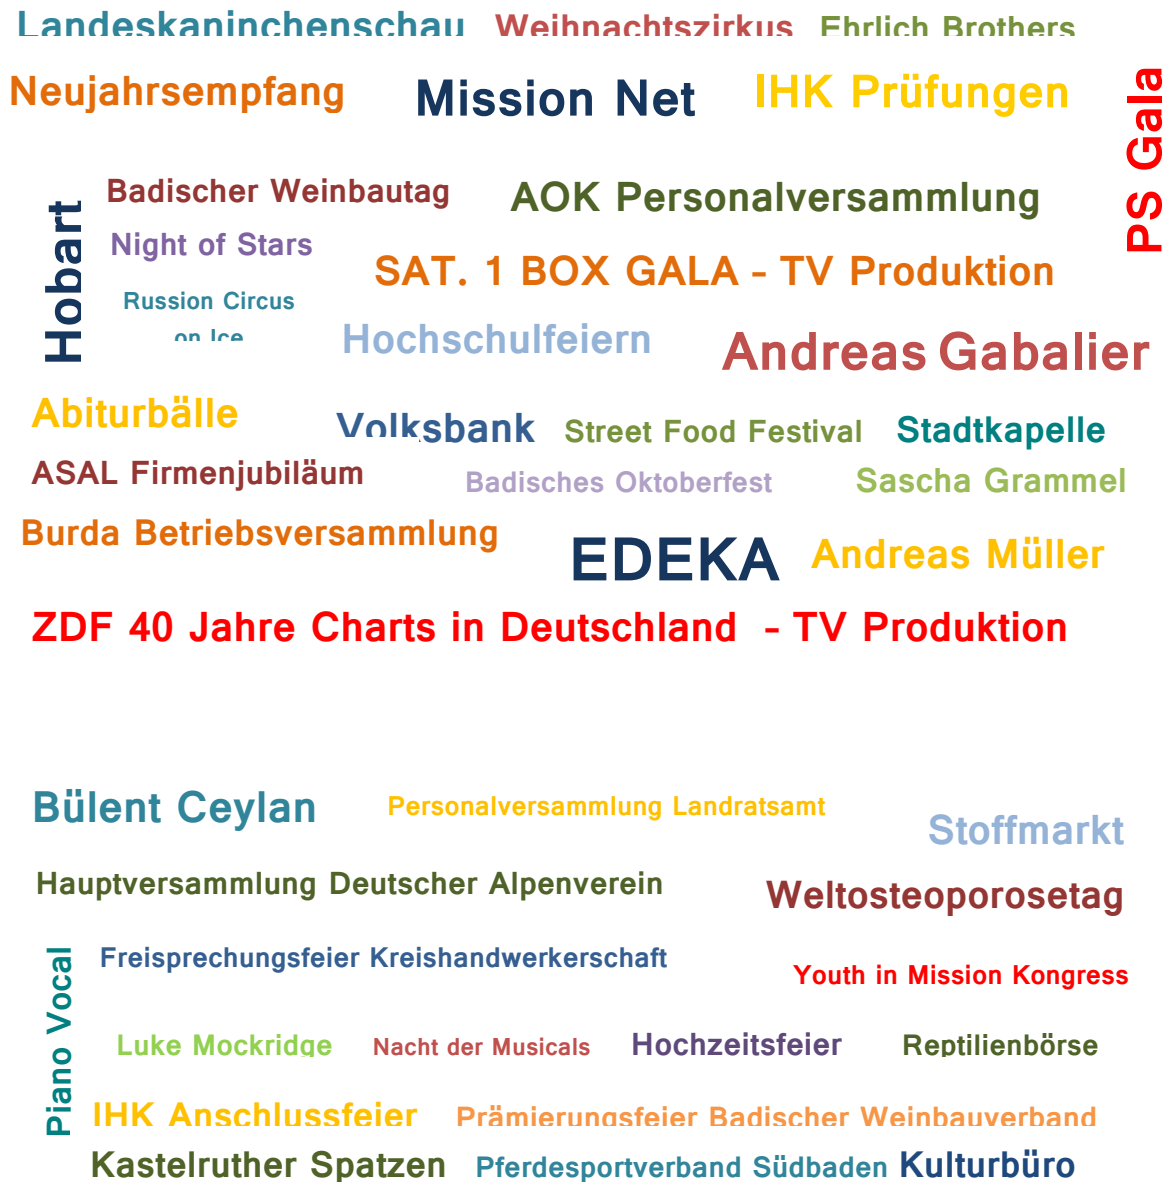 Landeskaninchenschau Weihnachtszirkus Ehrlich Brothers
Neujahrsempfang Mission Net IHK Prüfungen
PS Gala
Badischer Weinbautag AOK Personalversammlung
Hobart
Night of Stars
SAT. 1 BOX GALA - TV Produktion
Russion Circus
on Ice
Hochschulfeiern Andreas Gabalier
Abiturbälle Volksbank Street Food Festival Stadtkapelle
ASAL Firmenjubiläum Badisches Oktoberfest Sascha Grammel
Burda Betriebsversammlung EDEKA Andreas Müller
ZDF 40 Jahre Charts in Deutschland - TV Produktion
Bülent Ceylan Personalversammlung Landratsamt Stoffmarkt
Hauptversammlung Deutscher Alpenverein Weltosteoporosetag
Piano Vocal
Freisprechungsfeier Kreishandwerkerschaft Youth in Mission Kongress
Luke Mockridge Nacht der Musicals Hochzeitsfeier Reptilienbörse
IHK Anschlussfeier Prämierungsfeier Badischer Weinbauverband
Kastelruther Spatzen Pferdesportverband Südbaden Kulturbüro